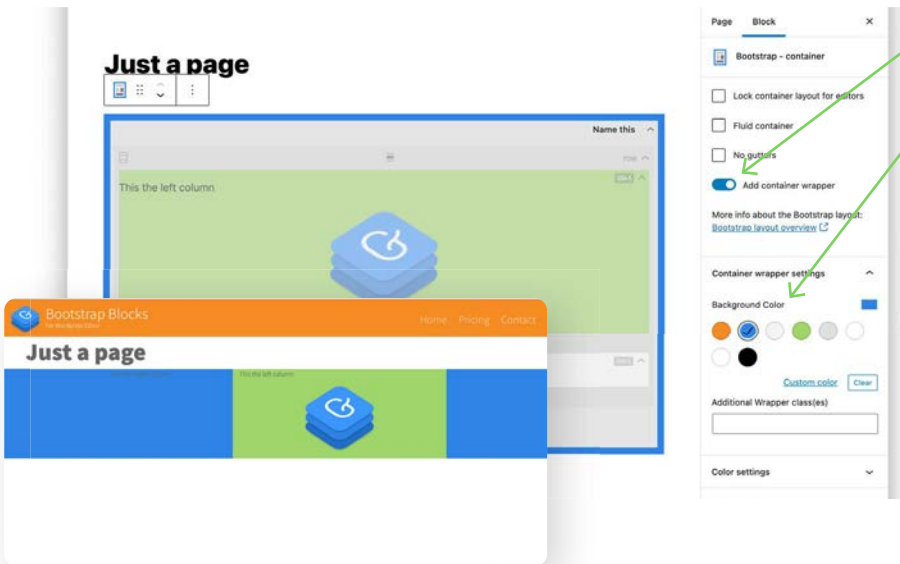 Page Block
Bootstrap - container
Just a page
Lock container layout for editors
Fluid container
Name this
No gutters
row
This the left column
Add container wrapper
More info about the Bootstrap layout:
Bootstrap layout overview
Container wrapper settings
Background Color
Bootstrap Blocks
Home Pricing Contact
Just a page
This the left column
Custom color Clear
Additional Wrapper class(es)
Color settings